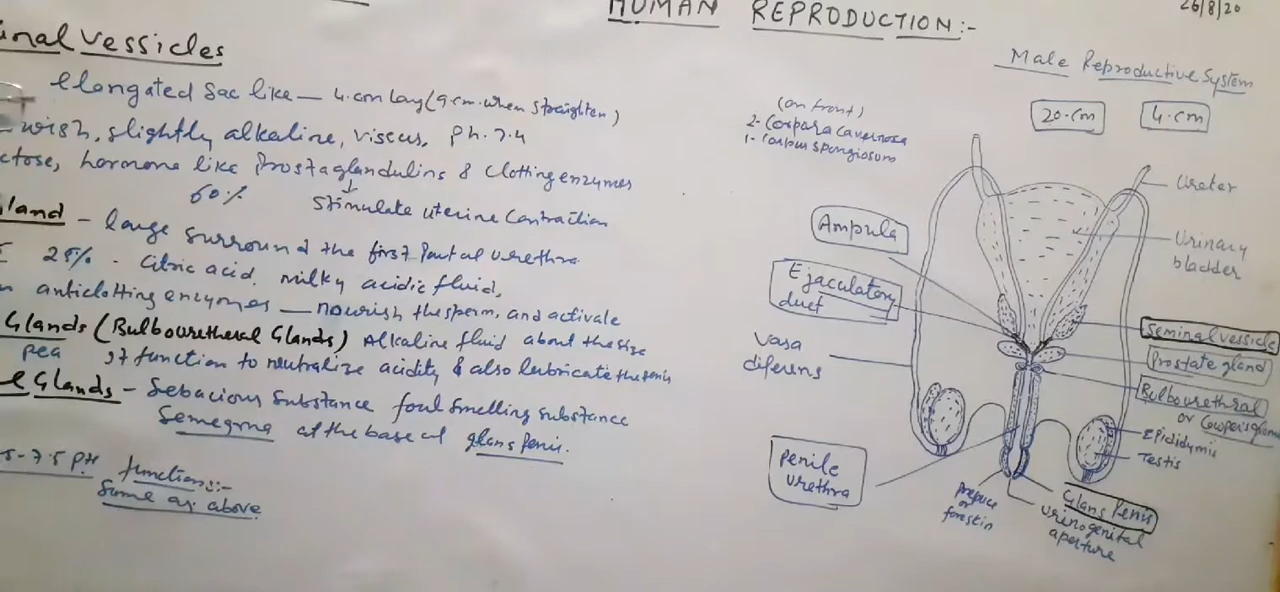 HUMAN REPRODUCTION:-
26/8/20
inal vessicles
Elongated Sac like — 4.cm long (9cm. when straighten)
wish, slightly alkaline, viscus, Ph. 7.4
ctose, hormone like Prostaglandulins & Clotting enzymes
60% Stimulate uterine Contraction
land - large surround the first Part of urethra
25% - Citric acid, milky acidic fluid,
anticlotting enzymes — nourish the sperm, and activate
Glands (Bulbouretheral Glands) Alkaline fluid about the size
pea It function to neutralize acidity & also lubricate the penis
e Glands - Sebacious Substance foul smelling substance
Semegma at the base of glans penis.
5-7.5 PH functions:-
Same as above
Male Reproductive System
20.cm
4.cm
(on front)
2- Corpara cavernosa
1- Corpus spongiosum
Ureter
Urinary
bladder
Ampula
Ejaculatory
duct
Vasa
diferens
Penile
urethra
Seminal vessicle
Prostate gland
Bulbourethral
or Cowper's glan
Epididymis
Testis
Glans Penis
urinogenital
aperture
prepuce
or
foreskin